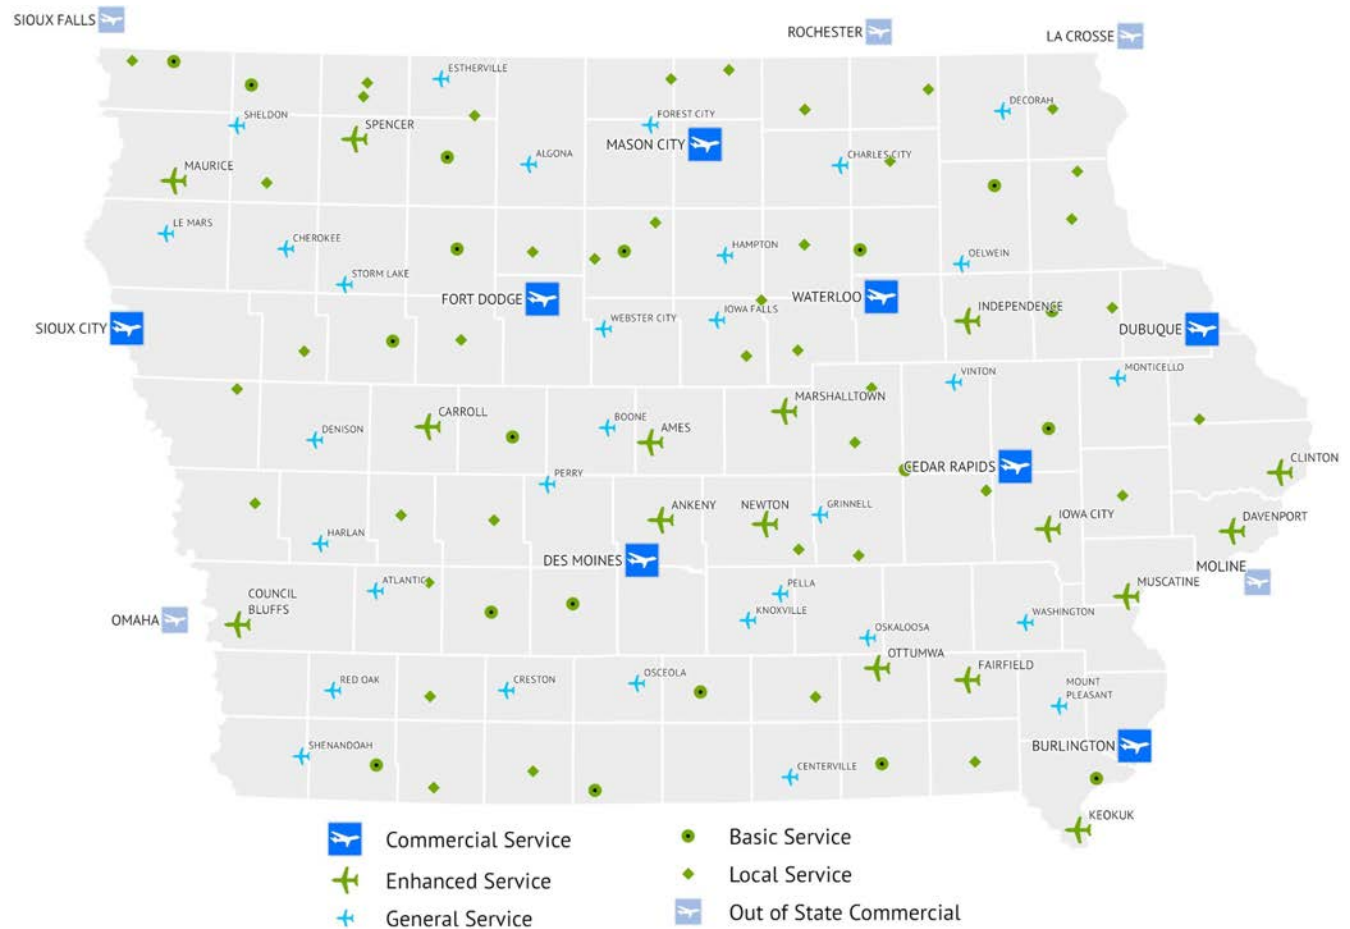 SIOUX FALLS
ROCHESTER
LA CROSSE
ESTHERVILLE
DECORAH
SHELDON
FOREST CITY
SPENCER
MASON CITY
ALGONA
CHARLES CITY
MAURICE
LE MARS
CHEROKEE
HAMPTON
OELWEIN
STORM LAKE
FORT DODGE
WATERLOO
INDEPENDENCE
IOWA FALLS
WEBSTER CITY
SIOUX CITY
DUBUQUE
VINTON
MONTICELLO
MARSHALLTOWN
CARROLL
BOONE
DENISON
AMES
CLINTON
CEDAR RAPIDS
PERRY
ANKENY
NEWTON
GRINNELL
IOWA CITY
DAVENPORT
HARLAN
DES MOINES
MOLINE
ATLANTIC
PELLA
MUSCATINE
COUNCIL
BLUFFS
KNOXVILLE
WASHINGTON
OMAHA
OSKALOOSA
OTTUMWA
FAIRFIELD
RED OAK
CRESTON
OSCEOLA
MOUNT
PLEASANT
SHENANDOAH
BURLINGTON
CENTERVILLE
KEOKUK
Commercial Service
Enhanced Service
General Service
Basic Service
Local Service
Out of State Commercial